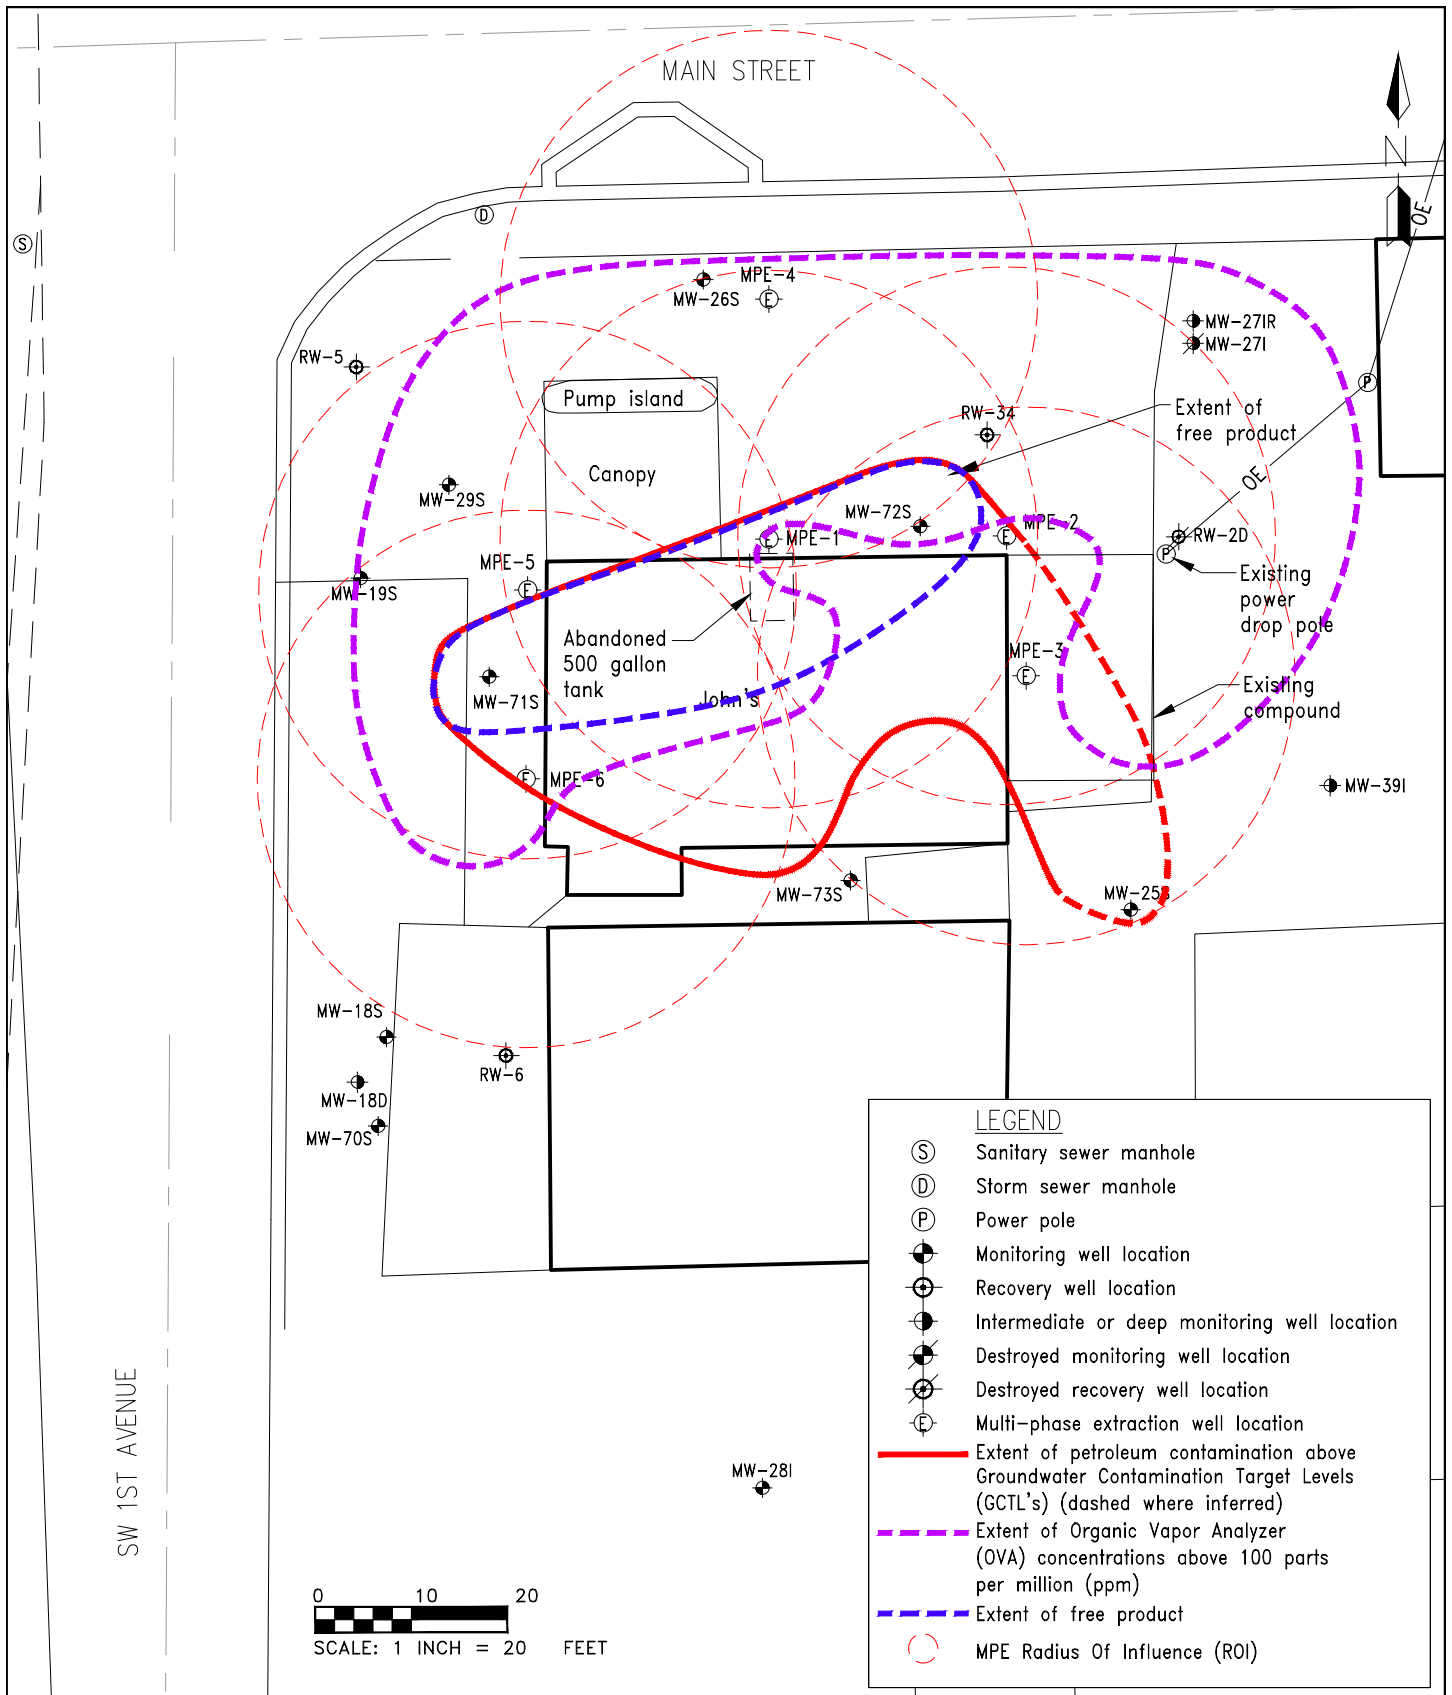 MAIN STREET
N
OE
D
S
MPE-4
E
MW-26S
MW-27IR
MW-27I
RW-5
P
Pump island
RW-34
Extent of
free product
Canopy
OE
MW-29S
MW-72S
MPE-2
E
MPE-1
E
RW-2D
P
MPE-5
E
Existing
power
drop pole
MW-19S
Abandoned
500 gallon
tank
MPE-3
E
MW-71S
John's
Existing
compound
MPE-6
E
MW-39I
MW-73S
MW-25S
MW-18S
RW-6
MW-18D
MW-70S
MW-28I
SW 1ST AVENUE
0 10 20
SCALE: 1 INCH = 20 FEET
LEGEND
S Sanitary sewer manhole
D Storm sewer manhole
P Power pole
Monitoring well location
Recovery well location
Intermediate or deep monitoring well location
Destroyed monitoring well location
Destroyed recovery well location
E Multi-phase extraction well location
Extent of petroleum contamination above
Groundwater Contamination Target Levels
(GCTL's) (dashed where inferred)
Extent of Organic Vapor Analyzer
(OVA) concentrations above 100 parts
per million (ppm)
Extent of free product
MPE Radius Of Influence (ROI)